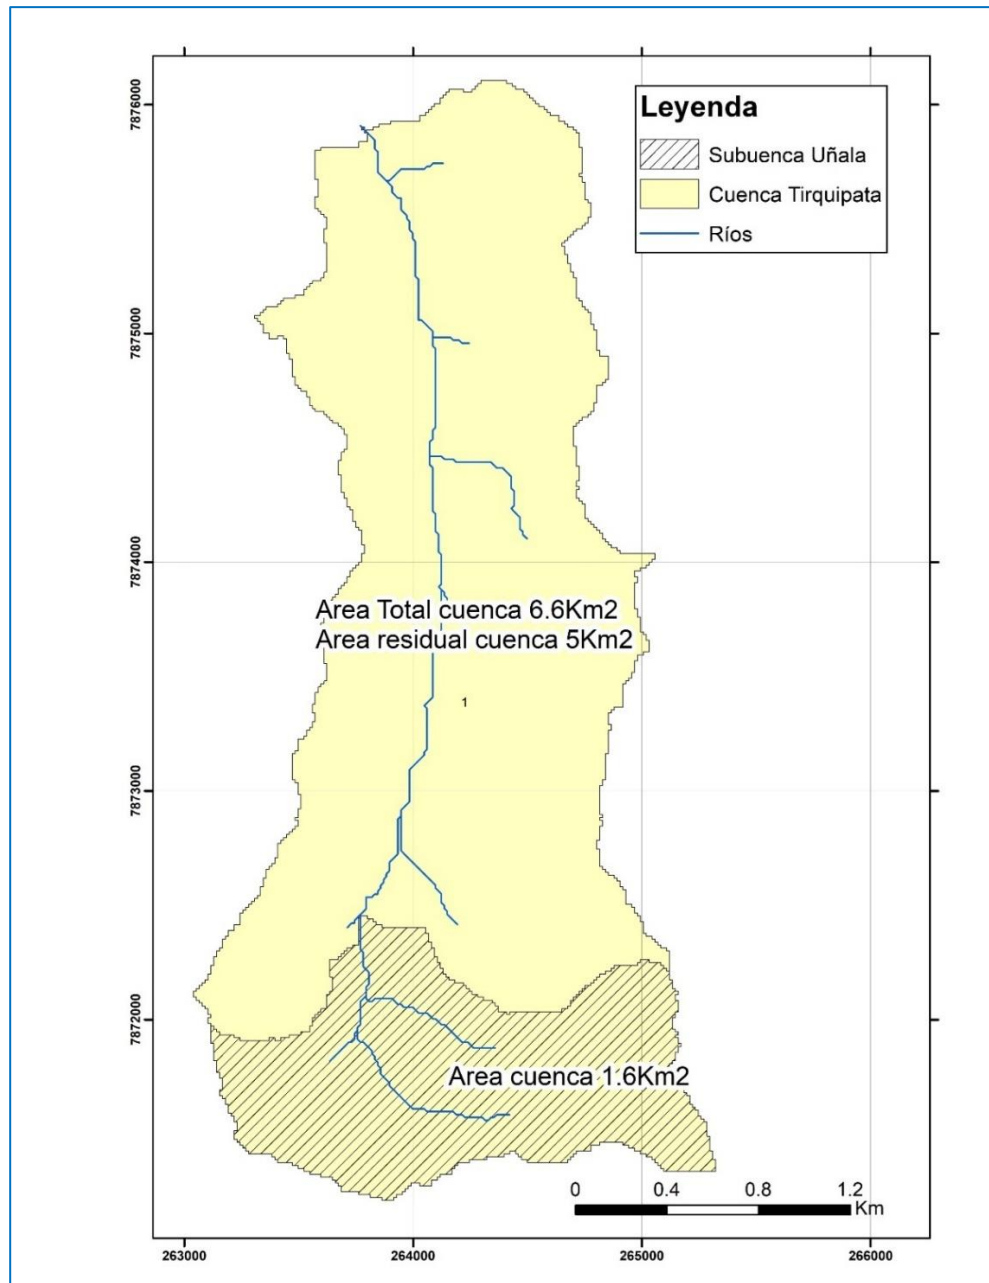 Leyenda
Subuenca Uñala
Cuenca Tirquipata
Ríos
7876000
7875000
7874000
7873000
7872000
Area Total cuenca 6.6Km2
Area residual cuenca 5Km2
1
Area cuenca 1.6Km2
0 0.4 0.8 1.2
Km
263000 264000 265000 266000